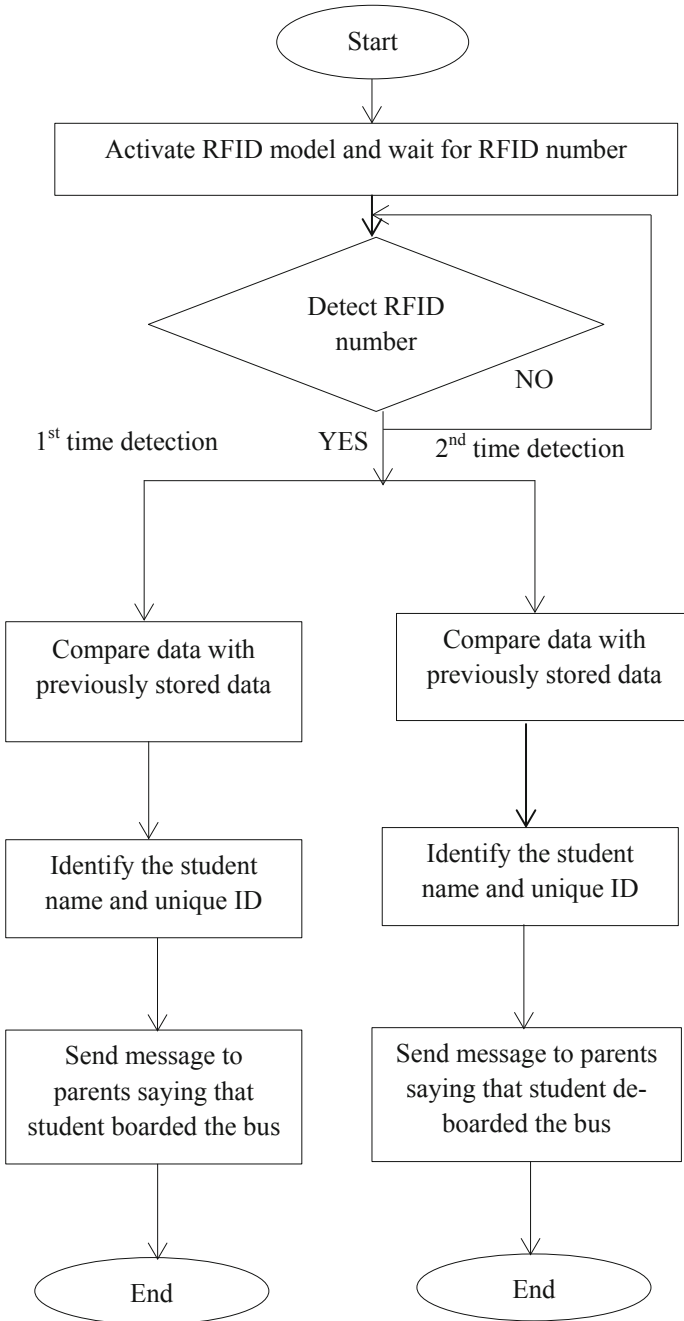 Start
Activate RFID model and wait for RFID number
Detect RFID
number
NO
1st time detection
YES
2nd time detection
Compare data with
previously stored data
Identify the student
name and unique ID
Send message to
parents saying that
student boarded the bus
End
Compare data with
previously stored data
Identify the student
name and unique ID
Send message to parents
saying that student de-
boarded the bus
End